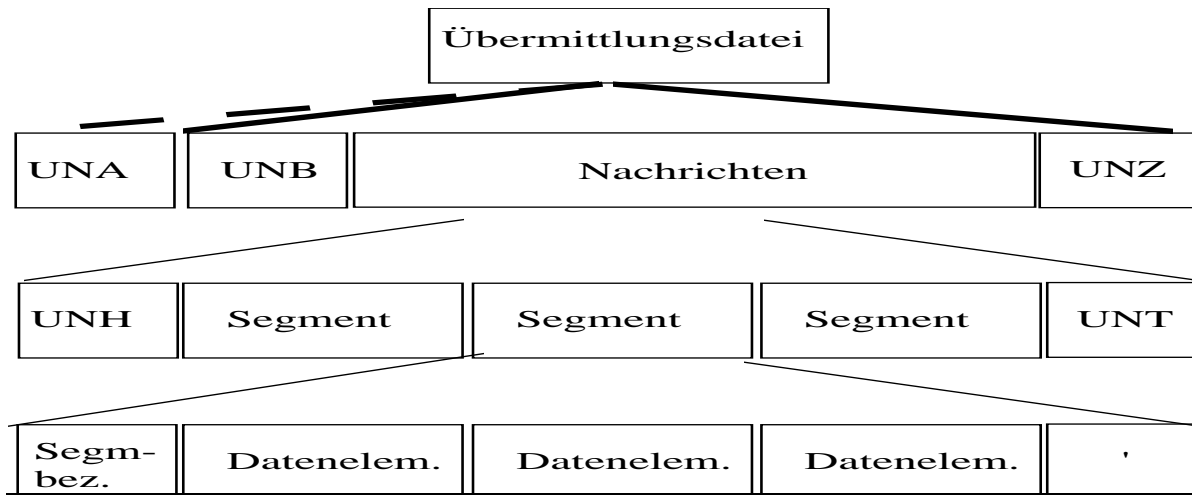 Übermittlungsdatei
UNA UNB Nachrichten UNZ
UNH Segment Segment Segment UNT
Segm-
bez. Datenelem. Datenelem. Datenelem. '